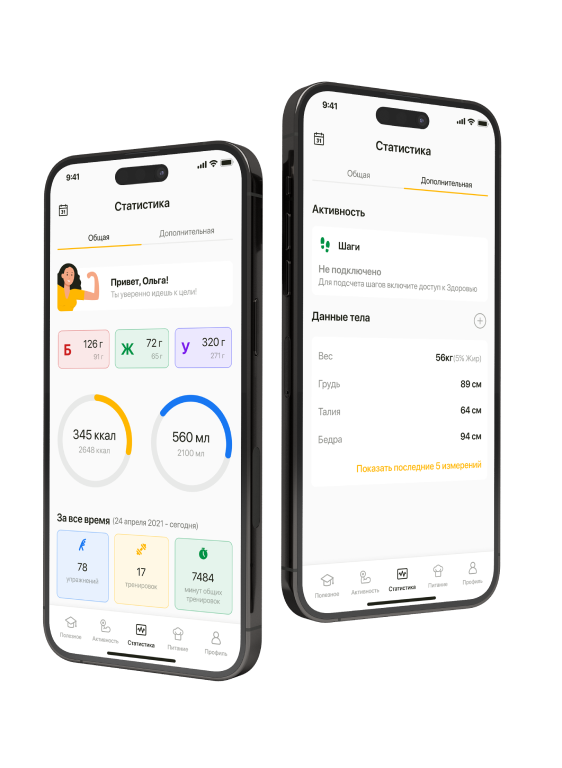 9:41
31
Статистика
Общая
Дополнительная
Привет, Ольга!
Ты уверенно идешь к цели!
Б
126 г
91 г
Ж
72 г
65 г
У
320 г
271 г
345 ккал
2648 ккал
560 мл
2100 мл
За все время (24 апреля 2021 - сегодня)
78
упражнений
17
тренировок
7484
минут общих
тренировок
Полезное
Активность
Статистика
Питание
Профиль
9:41
31
Статистика
Общая
Дополнительная
Активность
Шаги
Не подключено
Для подсчета шагов включите доступ к Здоровью
Данные тела
Вес
56кг(5% Жир)
Грудь
89 см
Талия
64 см
Бедра
94 см
Показать последние 5 измерений
Полезное
Активность
Статистика
Питание
Профиль